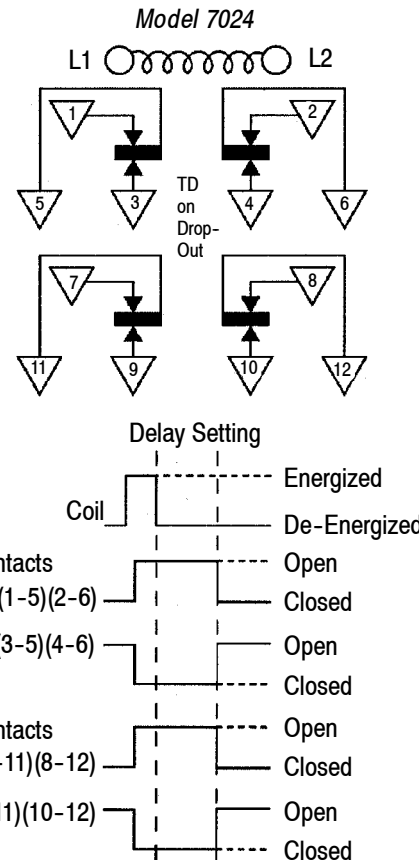 Model 7024
L1 L2
1 2
5 3 4 6
TD
on
Drop-
Out
7 8
11 9 10 12
Delay Setting
Energized
Coil
De-Energized
ntacts
Open
(1-5)(2-6)
Closed
(3-5)(4-6)
Open
Closed
ntacts
Open
-11)(8-12)
Closed
11)(10-12)
Open
Closed